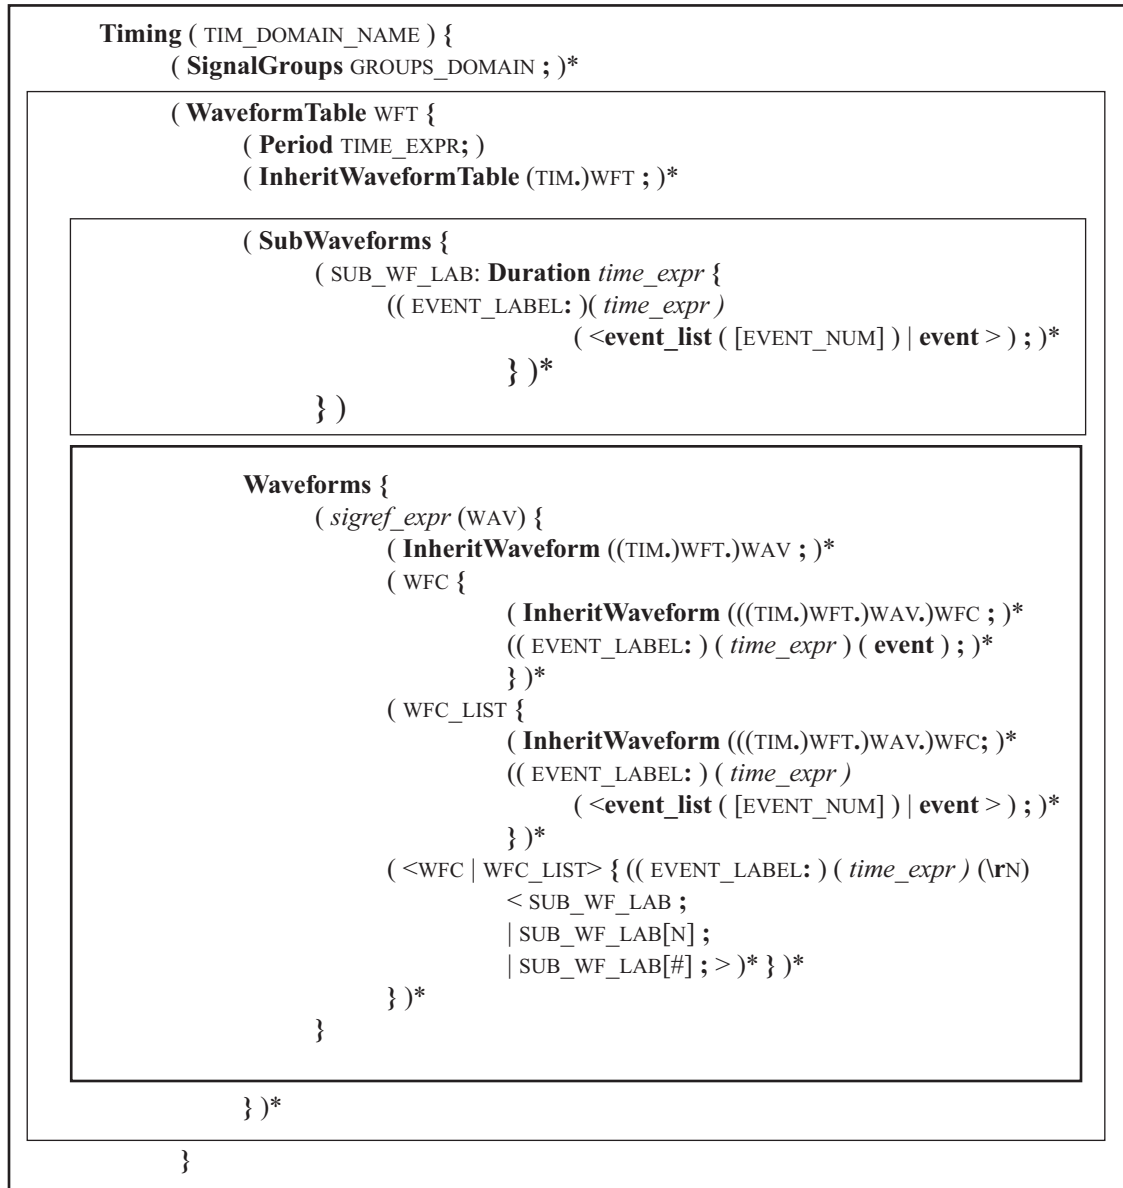 Timing ( TIM_DOMAIN_NAME ) {
( SignalGroups GROUPS_DOMAIN ; )*
( WaveformTable WFT {
( Period TIME_EXPR; )
( InheritWaveformTable (TIM.)WFT ; )*
( SubWaveforms {
( SUB_WF_LAB: Duration time_expr {
(( EVENT_LABEL: )( time_expr )
( <event_list ( [EVENT_NUM] ) | event > ) ; )*
} )*
} )
Waveforms {
( sigref_expr (WAV) {
( InheritWaveform ((TIM.)WFT.)WAV ; )*
( WFC {
( InheritWaveform (((TIM.)WFT.)WAV.)WFC ; )*
(( EVENT_LABEL: ) ( time_expr ) ( event ) ; )*
} )*
( WFC_LIST {
( InheritWaveform (((TIM.)WFT.)WAV.)WFC; )*
(( EVENT_LABEL: ) ( time_expr )
( <event_list ( [EVENT_NUM] ) | event > ) ; )*
} )*
( <WFC | WFC_LIST> { (( EVENT_LABEL: ) ( time_expr ) (\rN)
< SUB_WF_LAB ;
| SUB_WF_LAB[N] ;
| SUB_WF_LAB[#] ; > )* } )*
} )*
}
} )*
}